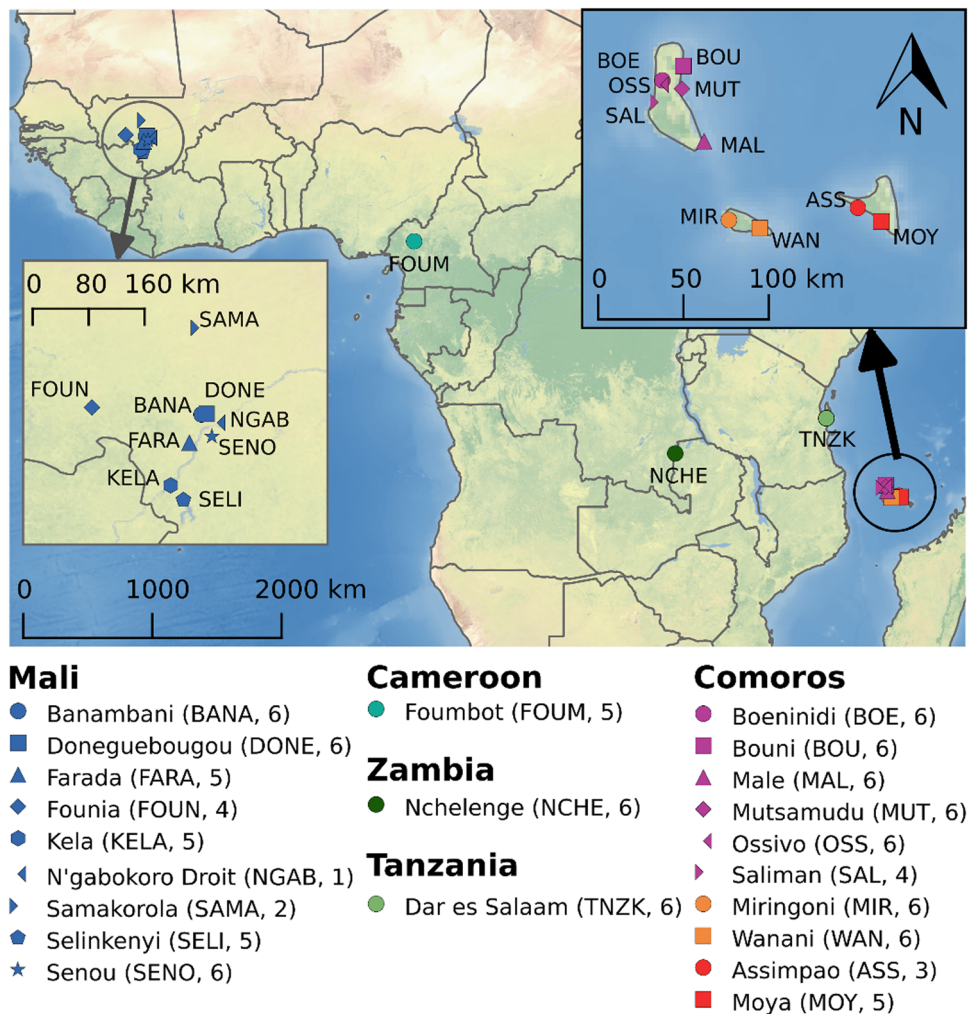 BOE
BOU
OSS
MUT
SAL
MAL
N
ASS
MIR
WAN
MOY
0 50 100
km
FOUM
0 80 160 km
SAMA
FOUN
DONE
BANA
NGAB
FARA
SENO
KELA
SELI
TNZK
NCHE
0 1000 2000 km
Mali
Banambani (BANA, 6)
Doneguebougou (DONE, 6)
Farada (FARA, 5)
Founia (FOUN, 4)
Kela (KELA, 5)
N'gabokoro Droit (NGAB, 1)
Samakorola (SAMA, 2)
Selinkenyi (SELI, 5)
Senou (SENO, 6)
Cameroon
Foumbot (FOUM, 5)
Zambia
Nchelenge (NCHE, 6)
Tanzania
Dar es Salaam (TNZK, 6)
Comoros
Boeninidi (BOE, 6)
Bouni (BOU, 6)
Male (MAL, 6)
Mutsamudu (MUT, 6)
Ossivo (OSS, 6)
Saliman (SAL, 4)
Miringoni (MIR, 6)
Wanani (WAN, 6)
Assimpao (ASS, 3)
Moya (MOY, 5)